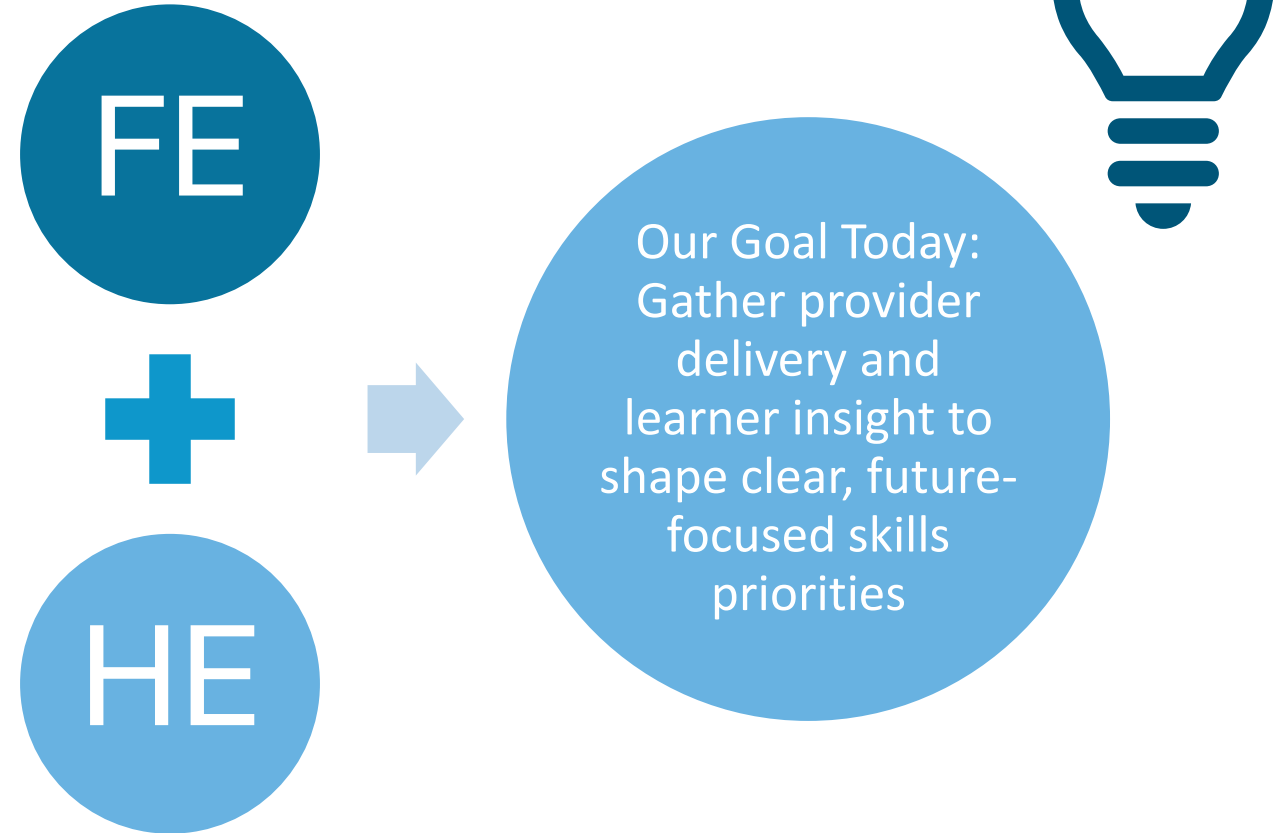 FE
HE
Our Goal Today:
Gather provider
delivery and
learner insight to
shape clear, future-
focused skills
priorities